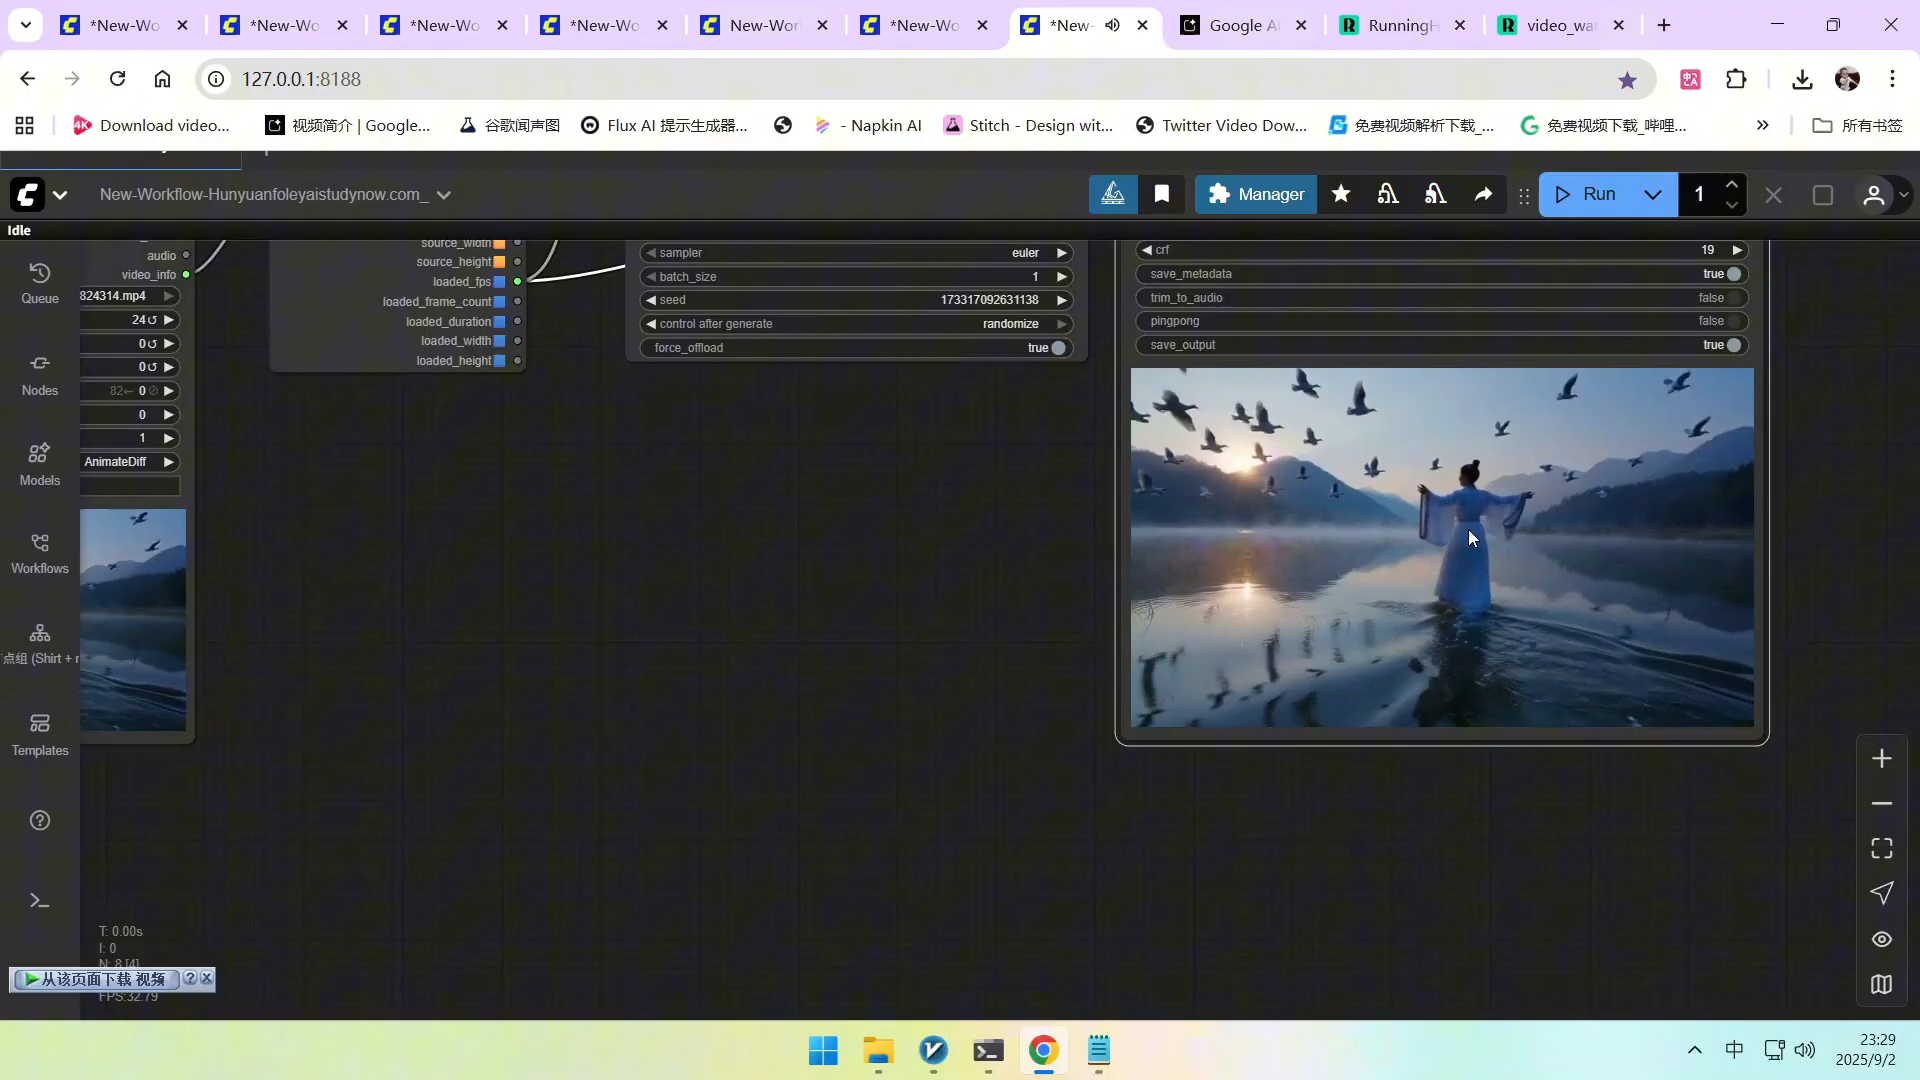 *New-Wo
*New-Wo
*New-Wo
*New-Wo
New-Wor
*New-Wo
*New-
Google A
RunningH
video_wa
127.0.0.1:8188
Download video...
视频简介 | Google...
谷歌闻声图
Flux AI 提示生成器...
- Napkin AI
Stitch - Design wit...
Twitter Video Dow...
免费视频解析下载_...
免费视频下载_哔哩...
所有书签
New-Workflow-Hunyuanfoleyaistudynow.com_
Manager
Run
1
Idle
Queue
Nodes
Models
Workflows
点组 (Shirt + r
Templates
audio
video_info
824314.mp4
24
0
0
82← 0
0
1
AnimateDiff
source_width
source_height
loaded_fps
loaded_frame_count
loaded_duration
loaded_width
loaded_height
sampler euler
batch_size 1
seed 173317092631138
control after generate randomize
force_offload true
crf 19
save_metadata true
trim_to_audio false
pingpong false
save_output true
T: 0.00s
I: 0
N: 8 [4]
从该页面下载 视频
FPS:32.79
中
23:29
2025/9/2